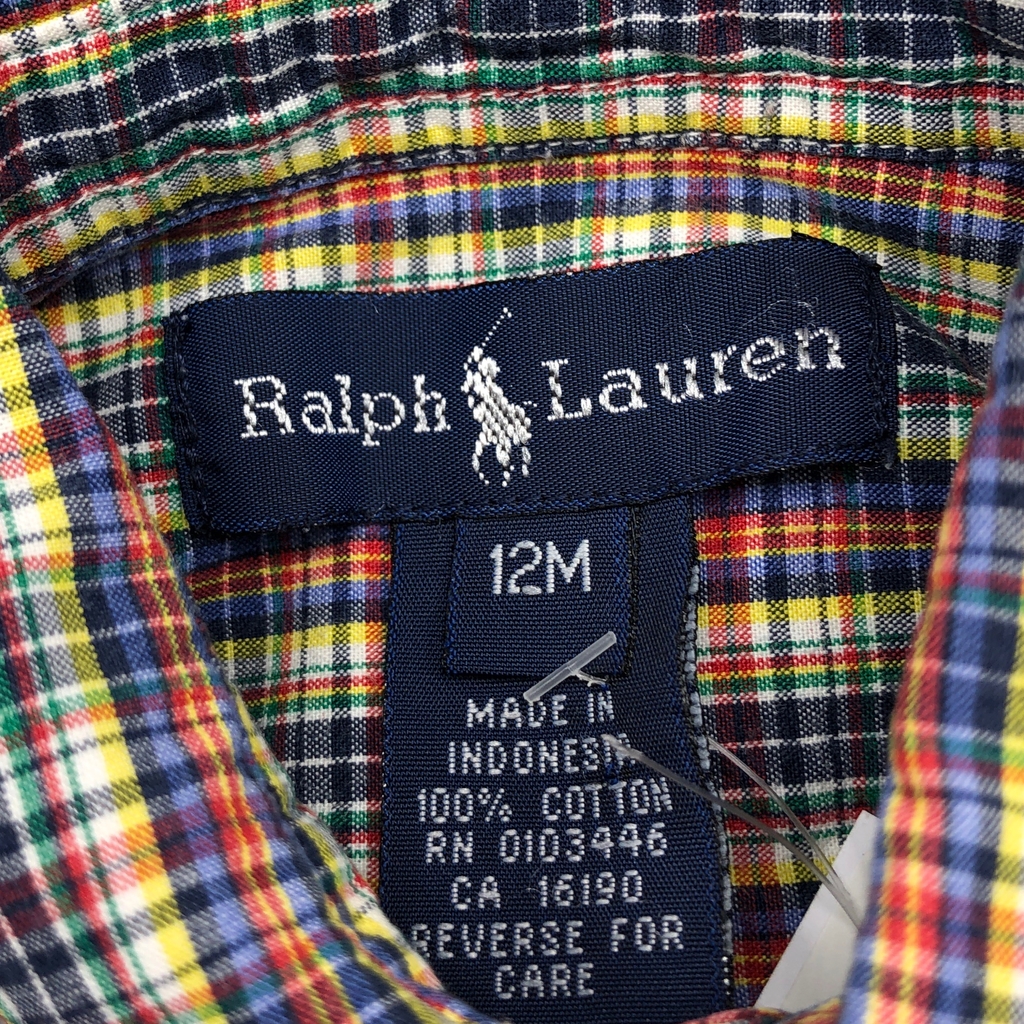 Ralph Lauren
12M
MADE IN
INDONESIA
100% COTTON
RN 0103446
CA 16190
REVERSE FOR
CARE